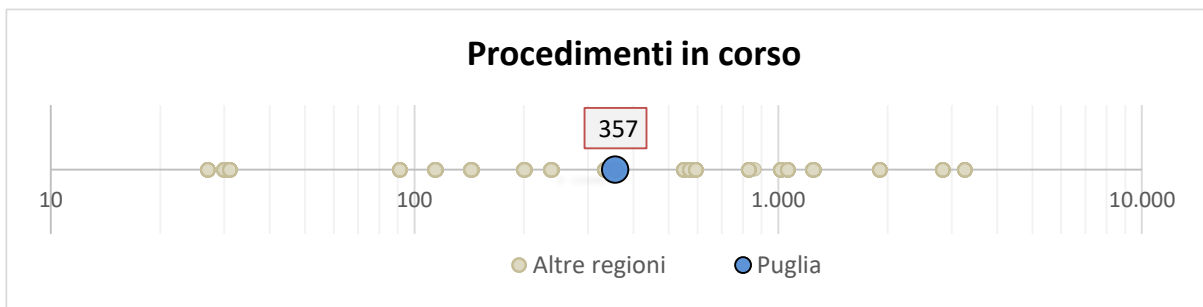 Procedimenti in corso
357
10 100 1.000 10.000
Altre regioni Puglia